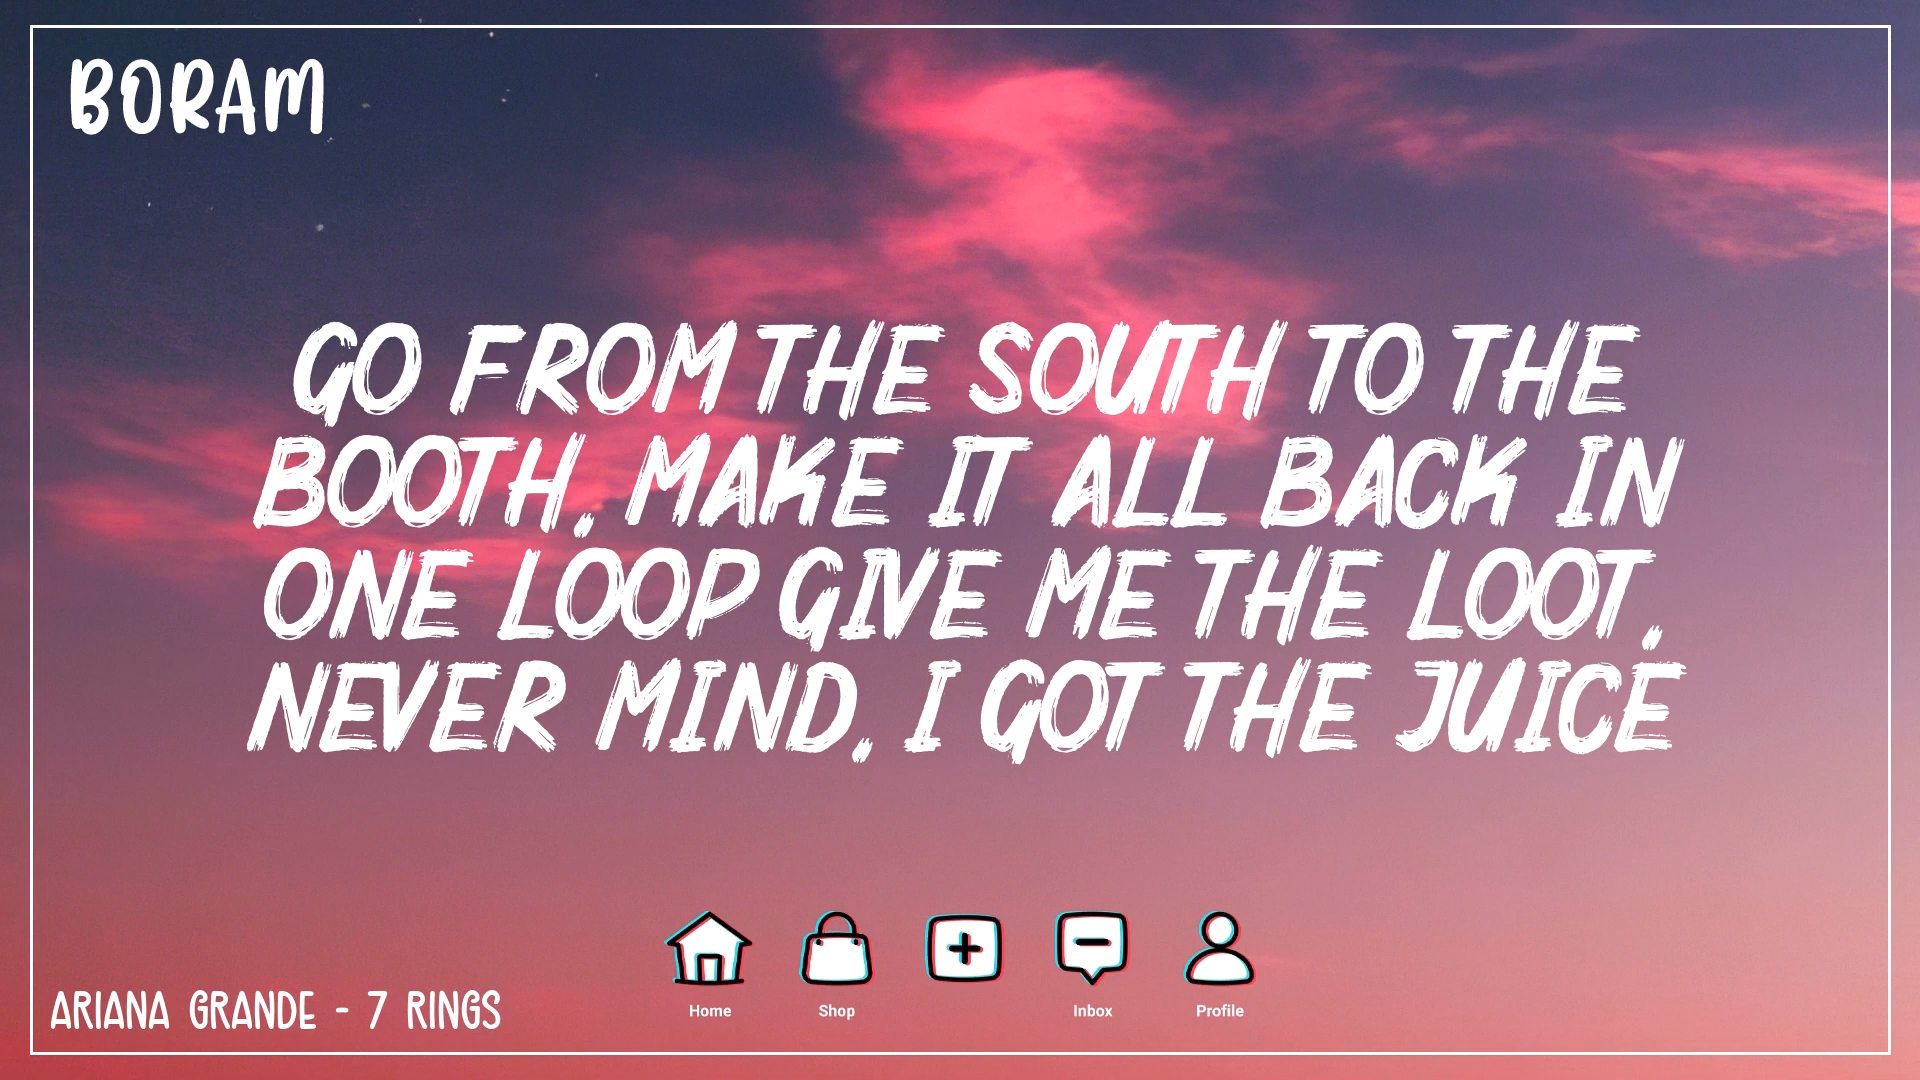 BORAM
GO FROM THE SOUTH TO THE
BOOTH, MAKE IT ALL BACK IN
ONE LOOP GIVE ME THE LOOT,
NEVER MIND, I GOT THE JUICE
Home Shop Inbox Profile
ARIANA GRANDE - 7 RINGS